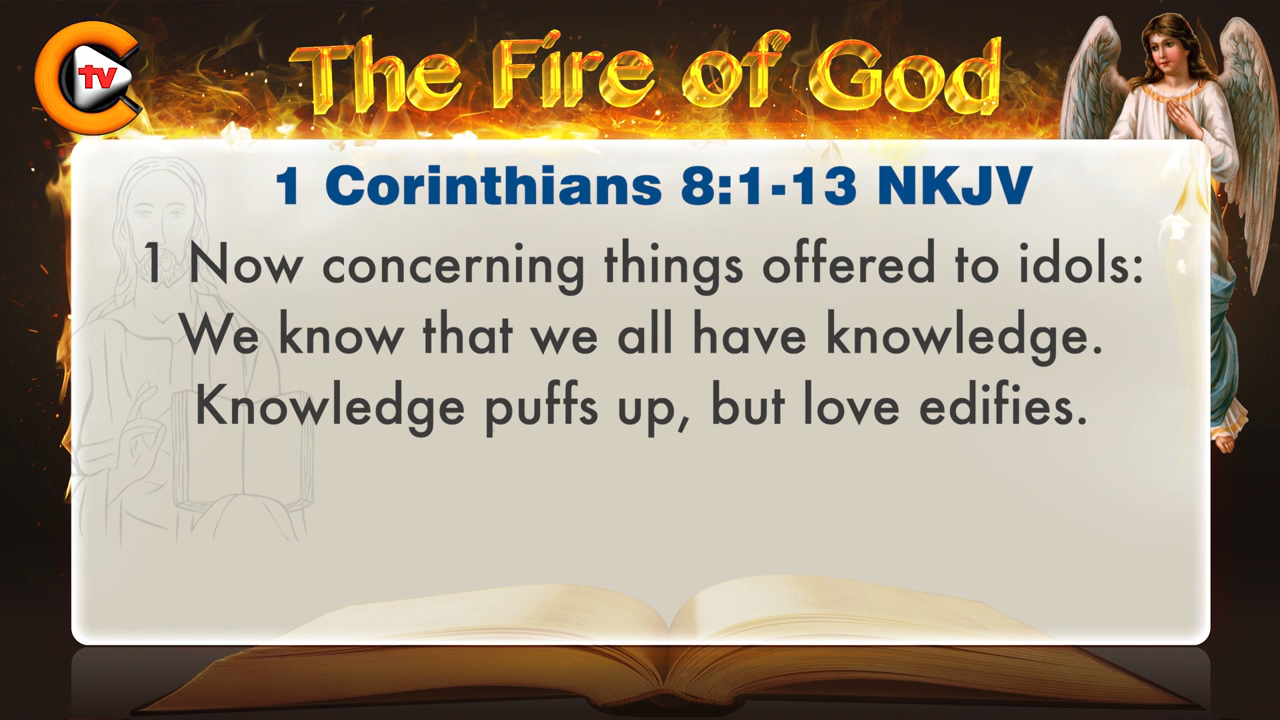 tv
The Fire of God
1 Corinthians 8:1-13 NKJV
1 Now concerning things offered to idols:
We know that we all have knowledge.
Knowledge puffs up, but love edifies.